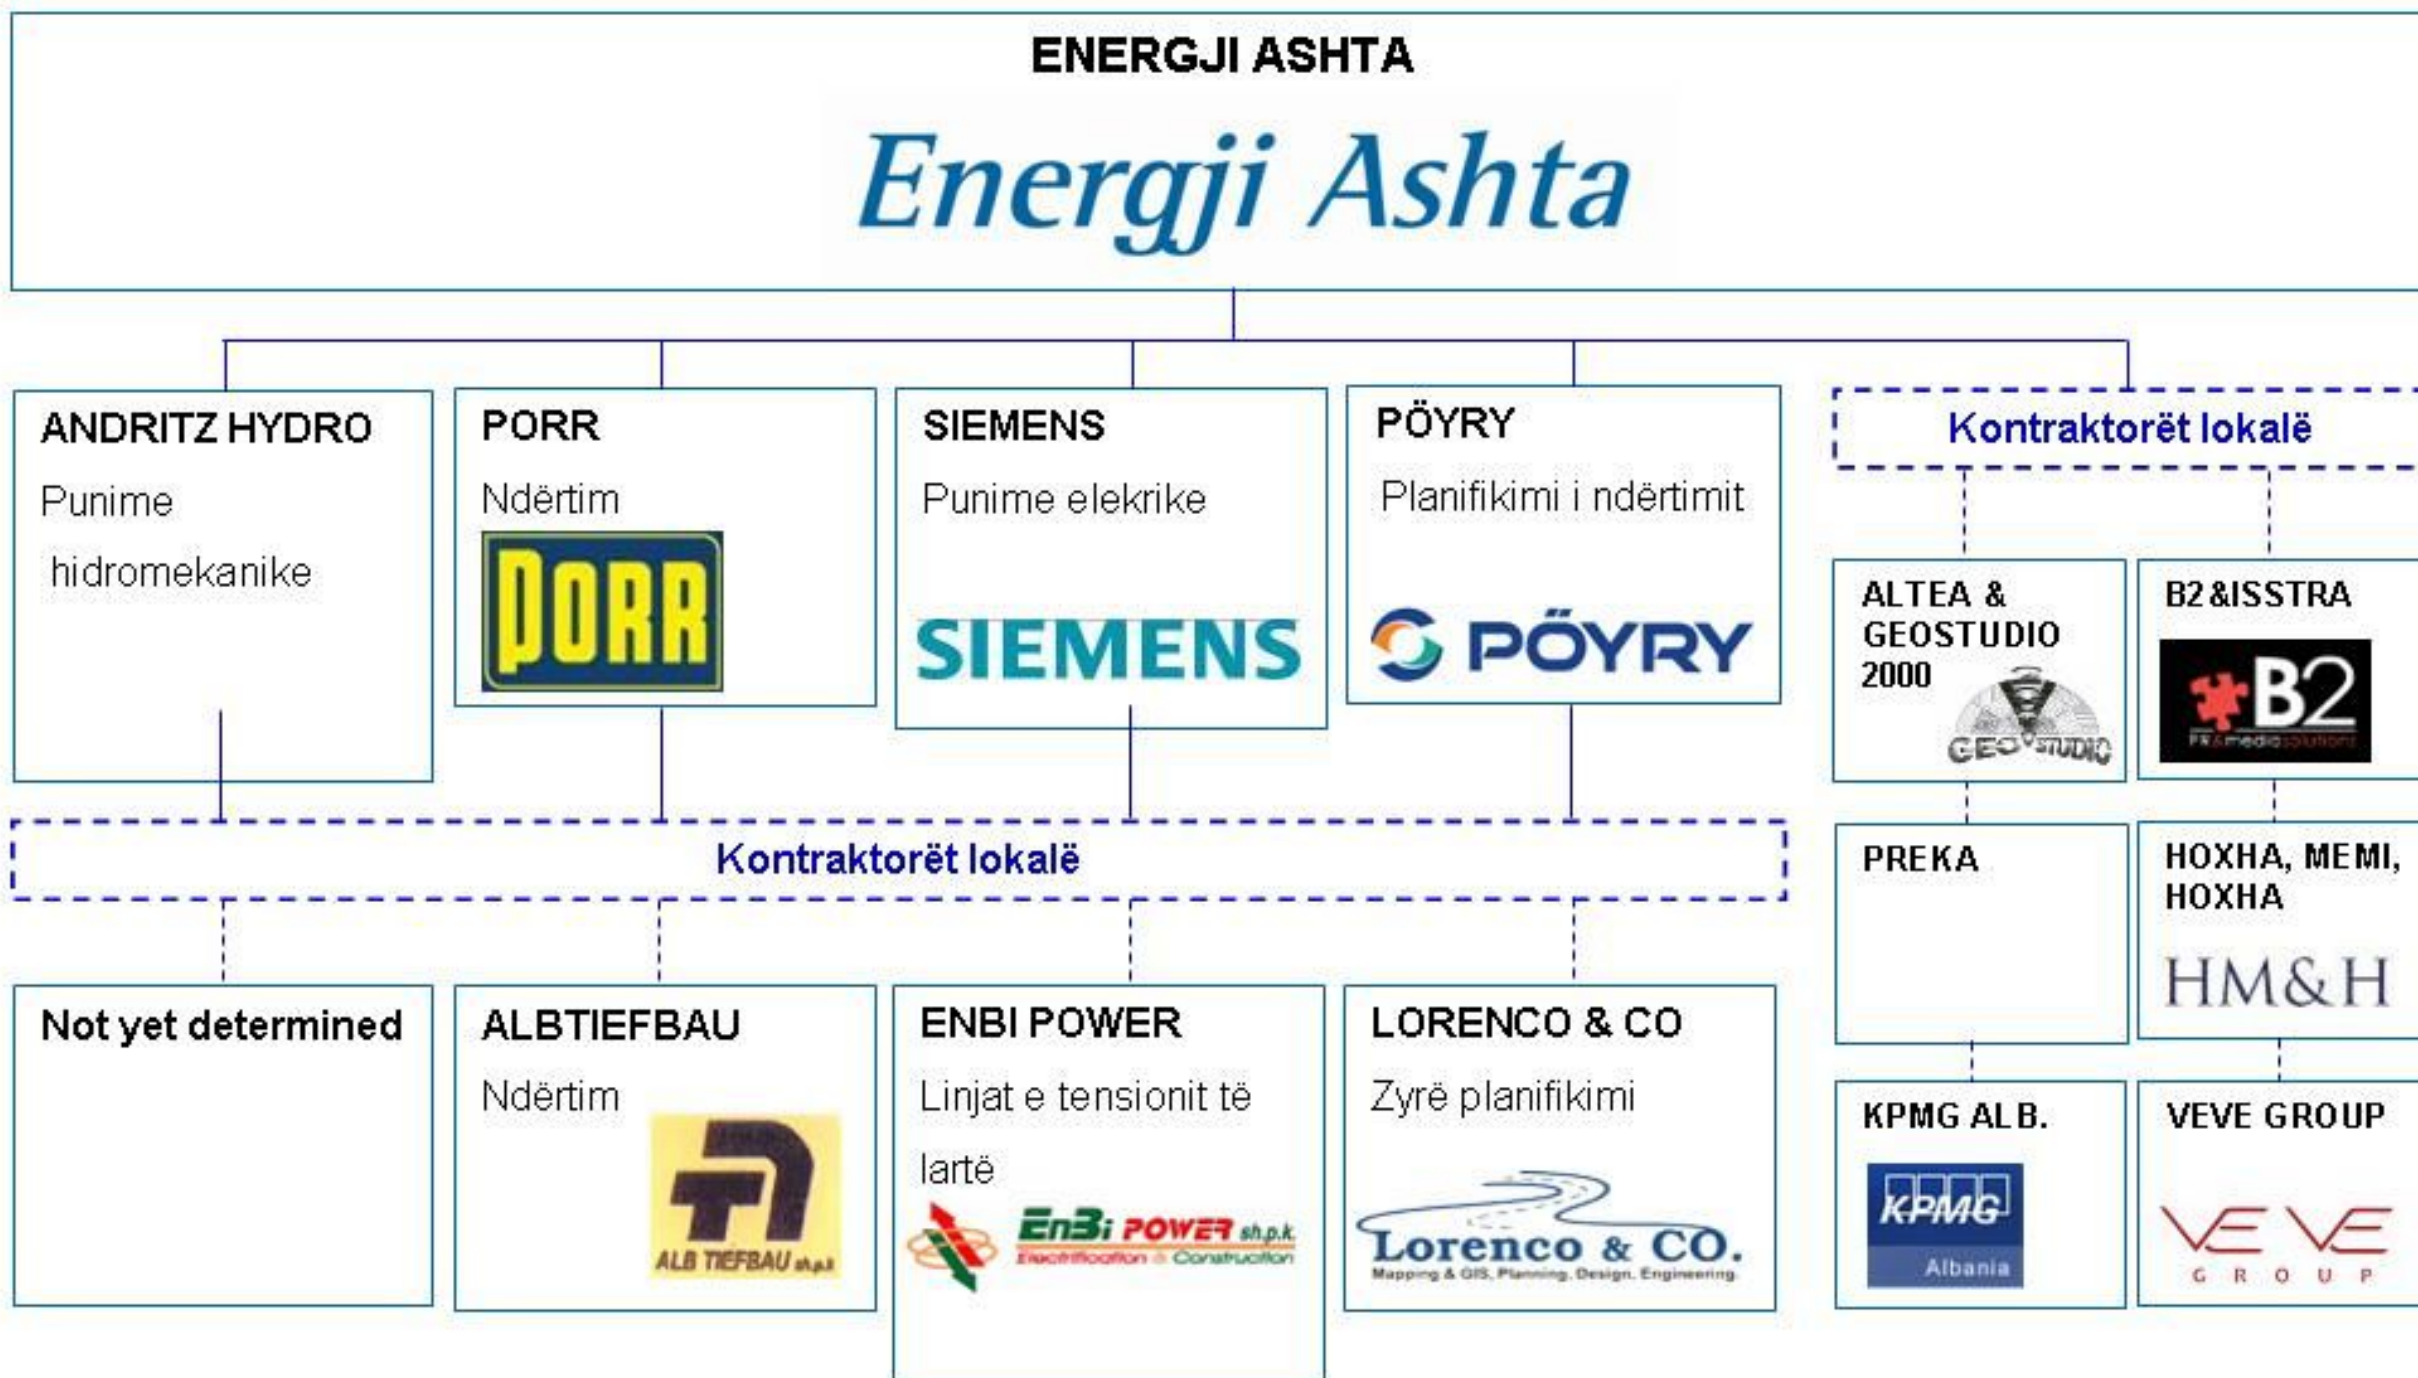 ENERGJI ASHTA
Energji Ashta
ANDRITZ HYDRO
Punime
hidromekanike
PORR
Ndërtim
PORR
SIEMENS
Punime elekrike
SIEMENS
PÖYRY
Planifikimi i ndërtimit
PÖYRY
Kontraktorët lokalë
ALTEA &
GEOSTUDIO
2000
GEO STUDIO
B2&ISSTRA
B2
PR&mediasolutions
Kontraktorët lokalë
PREKA
HOXHA, MEMI,
HOXHA
HM&H
Not yet determined
ALBTIEFBAU
Ndërtim
ALB TIEFBAU sh.p.k
ENBI POWER
Linjat e tensionit të
lartë
EnBi POWER sh.p.k.
Electrification & Construction
LORENCO & CO
Zyrë planifikimi
Lorenco & CO.
Mapping & GIS, Planning, Design, Engineering.
KPMG ALB.
KPMG
Albania
VEVE GROUP
VEVE
GROUP